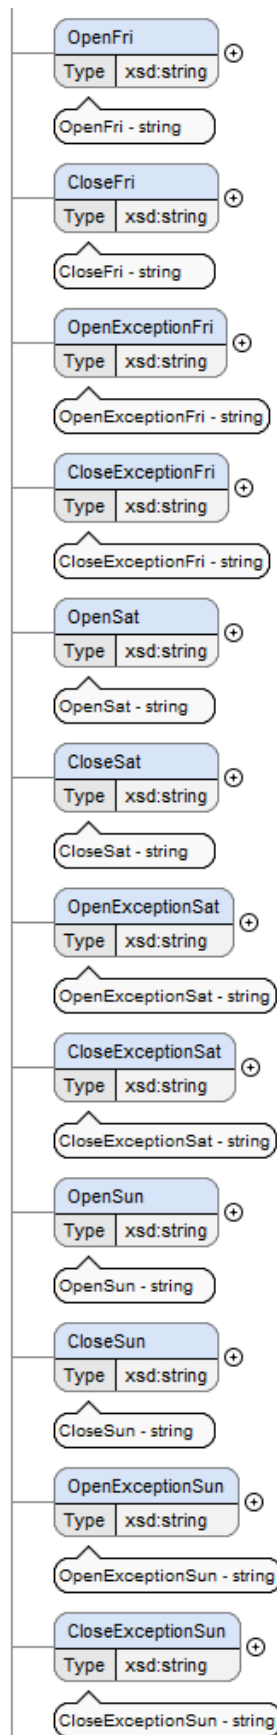 OpenFri
Type xsd:string
OpenFri - string
CloseFri
Type xsd:string
CloseFri - string
OpenExceptionFri
Type xsd:string
OpenExceptionFri - string
CloseExceptionFri
Type xsd:string
CloseExceptionFri - string
OpenSat
Type xsd:string
OpenSat - string
CloseSat
Type xsd:string
CloseSat - string
OpenExceptionSat
Type xsd:string
OpenExceptionSat - string
CloseExceptionSat
Type xsd:string
CloseExceptionSat - string
OpenSun
Type xsd:string
OpenSun - string
CloseSun
Type xsd:string
CloseSun - string
OpenExceptionSun
Type xsd:string
OpenExceptionSun - string
CloseExceptionSun
Type xsd:string
CloseExceptionSun - string